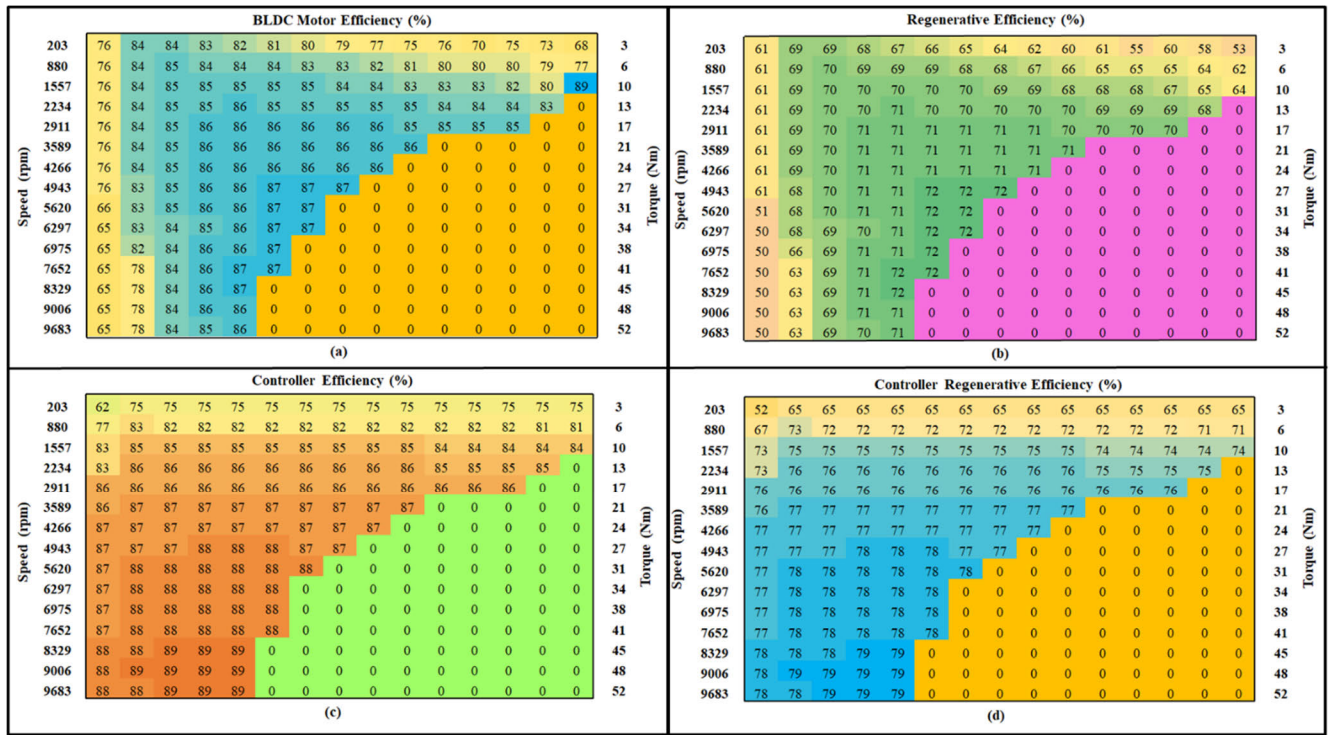 BLDC Motor Efficiency (%)
Speed (rpm)
203 76 84 84 83 82 81 80 79 77 75 76 70 75 73 68 3
880 76 84 85 84 84 84 83 83 82 81 80 80 80 79 77 6
1557 76 84 85 85 85 85 85 84 84 83 83 83 82 80 89 10
2234 76 84 85 85 86 85 85 85 85 85 84 84 84 83 0 13
2911 76 84 85 86 86 86 86 86 86 85 85 85 85 0 0 17
3589 76 84 85 86 86 86 86 86 86 86 0 0 0 0 0 21
4266 76 84 85 86 86 86 86 86 86 0 0 0 0 0 0 24
4943 76 83 85 86 86 87 87 87 0 0 0 0 0 0 0 27
5620 66 83 85 86 86 87 87 0 0 0 0 0 0 0 0 31
6297 65 83 84 85 86 87 87 0 0 0 0 0 0 0 0 34
6975 65 82 84 86 86 87 0 0 0 0 0 0 0 0 0 38
7652 65 78 84 86 87 87 0 0 0 0 0 0 0 0 0 41
8329 65 78 84 86 87 0 0 0 0 0 0 0 0 0 0 45
9006 65 78 84 86 86 0 0 0 0 0 0 0 0 0 0 48
9683 65 78 84 85 86 0 0 0 0 0 0 0 0 0 0 52
Torque (Nm)
(a)
Regenerative Efficiency (%)
Speed (rpm)
203 61 69 69 68 67 66 65 64 62 60 61 55 60 58 53 3
880 61 69 70 69 69 69 68 68 67 66 65 65 65 64 62 6
1557 61 69 70 70 70 70 70 69 69 68 68 68 67 65 64 10
2234 61 69 70 70 71 70 70 70 70 70 69 69 69 68 0 13
2911 61 69 70 71 71 71 71 71 71 70 70 70 70 0 0 17
3589 61 69 70 71 71 71 71 71 71 71 0 0 0 0 0 21
4266 61 69 70 71 71 71 71 71 71 0 0 0 0 0 0 24
4943 61 68 70 71 71 72 72 72 0 0 0 0 0 0 0 27
5620 51 68 70 71 71 72 72 0 0 0 0 0 0 0 0 31
6297 50 68 69 70 71 72 72 0 0 0 0 0 0 0 0 34
6975 50 66 69 71 71 72 0 0 0 0 0 0 0 0 0 38
7652 50 63 69 71 72 72 0 0 0 0 0 0 0 0 0 41
8329 50 63 69 71 72 0 0 0 0 0 0 0 0 0 0 45
9006 50 63 69 71 71 0 0 0 0 0 0 0 0 0 0 48
9683 50 63 69 70 71 0 0 0 0 0 0 0 0 0 0 52
Torque (Nm)
(b)
Controller Efficiency (%)
Speed (rpm)
203 62 75 75 75 75 75 75 75 75 75 75 75 75 75 75 3
880 77 83 82 82 82 82 82 82 82 82 82 82 82 81 81 6
1557 83 85 85 85 85 85 85 85 85 85 84 84 84 84 84 10
2234 83 86 86 86 86 86 86 86 86 86 85 85 85 85 0 13
2911 86 86 86 86 86 86 86 86 86 86 86 86 86 0 0 17
3589 86 87 87 87 87 87 87 87 87 87 0 0 0 0 0 21
4266 87 87 87 87 87 87 87 87 87 0 0 0 0 0 0 24
4943 87 87 87 88 88 88 87 87 0 0 0 0 0 0 0 27
5620 87 88 88 88 88 88 88 0 0 0 0 0 0 0 0 31
6297 87 88 88 88 88 88 0 0 0 0 0 0 0 0 0 34
6975 87 88 88 88 88 88 0 0 0 0 0 0 0 0 0 38
7652 87 88 88 88 88 88 0 0 0 0 0 0 0 0 0 41
8329 88 88 89 89 89 0 0 0 0 0 0 0 0 0 0 45
9006 88 89 89 89 89 0 0 0 0 0 0 0 0 0 0 48
9683 88 88 89 89 89 0 0 0 0 0 0 0 0 0 0 52
Torque (Nm)
(c)
Controller Regenerative Efficiency (%)
Speed (rpm)
203 52 65 65 65 65 65 65 65 65 65 65 65 65 65 65 3
880 67 73 72 72 72 72 72 72 72 72 72 72 72 71 71 6
1557 73 75 75 75 75 75 75 75 75 75 74 74 74 74 74 10
2234 73 76 76 76 76 76 76 76 76 76 75 75 75 75 0 13
2911 76 76 76 76 76 76 76 76 76 76 76 76 76 0 0 17
3589 76 77 77 77 77 77 77 77 77 77 0 0 0 0 0 21
4266 77 77 77 77 77 77 77 77 77 0 0 0 0 0 0 24
4943 77 77 77 78 78 78 77 77 0 0 0 0 0 0 0 27
5620 77 78 78 78 78 78 78 0 0 0 0 0 0 0 0 31
6297 77 78 78 78 78 78 0 0 0 0 0 0 0 0 0 34
6975 77 78 78 78 78 78 0 0 0 0 0 0 0 0 0 38
7652 77 78 78 78 78 78 0 0 0 0 0 0 0 0 0 41
8329 78 78 78 79 79 0 0 0 0 0 0 0 0 0 0 45
9006 78 79 79 79 79 0 0 0 0 0 0 0 0 0 0 48
9683 78 78 79 79 79 0 0 0 0 0 0 0 0 0 0 52
Torque (Nm)
(d)